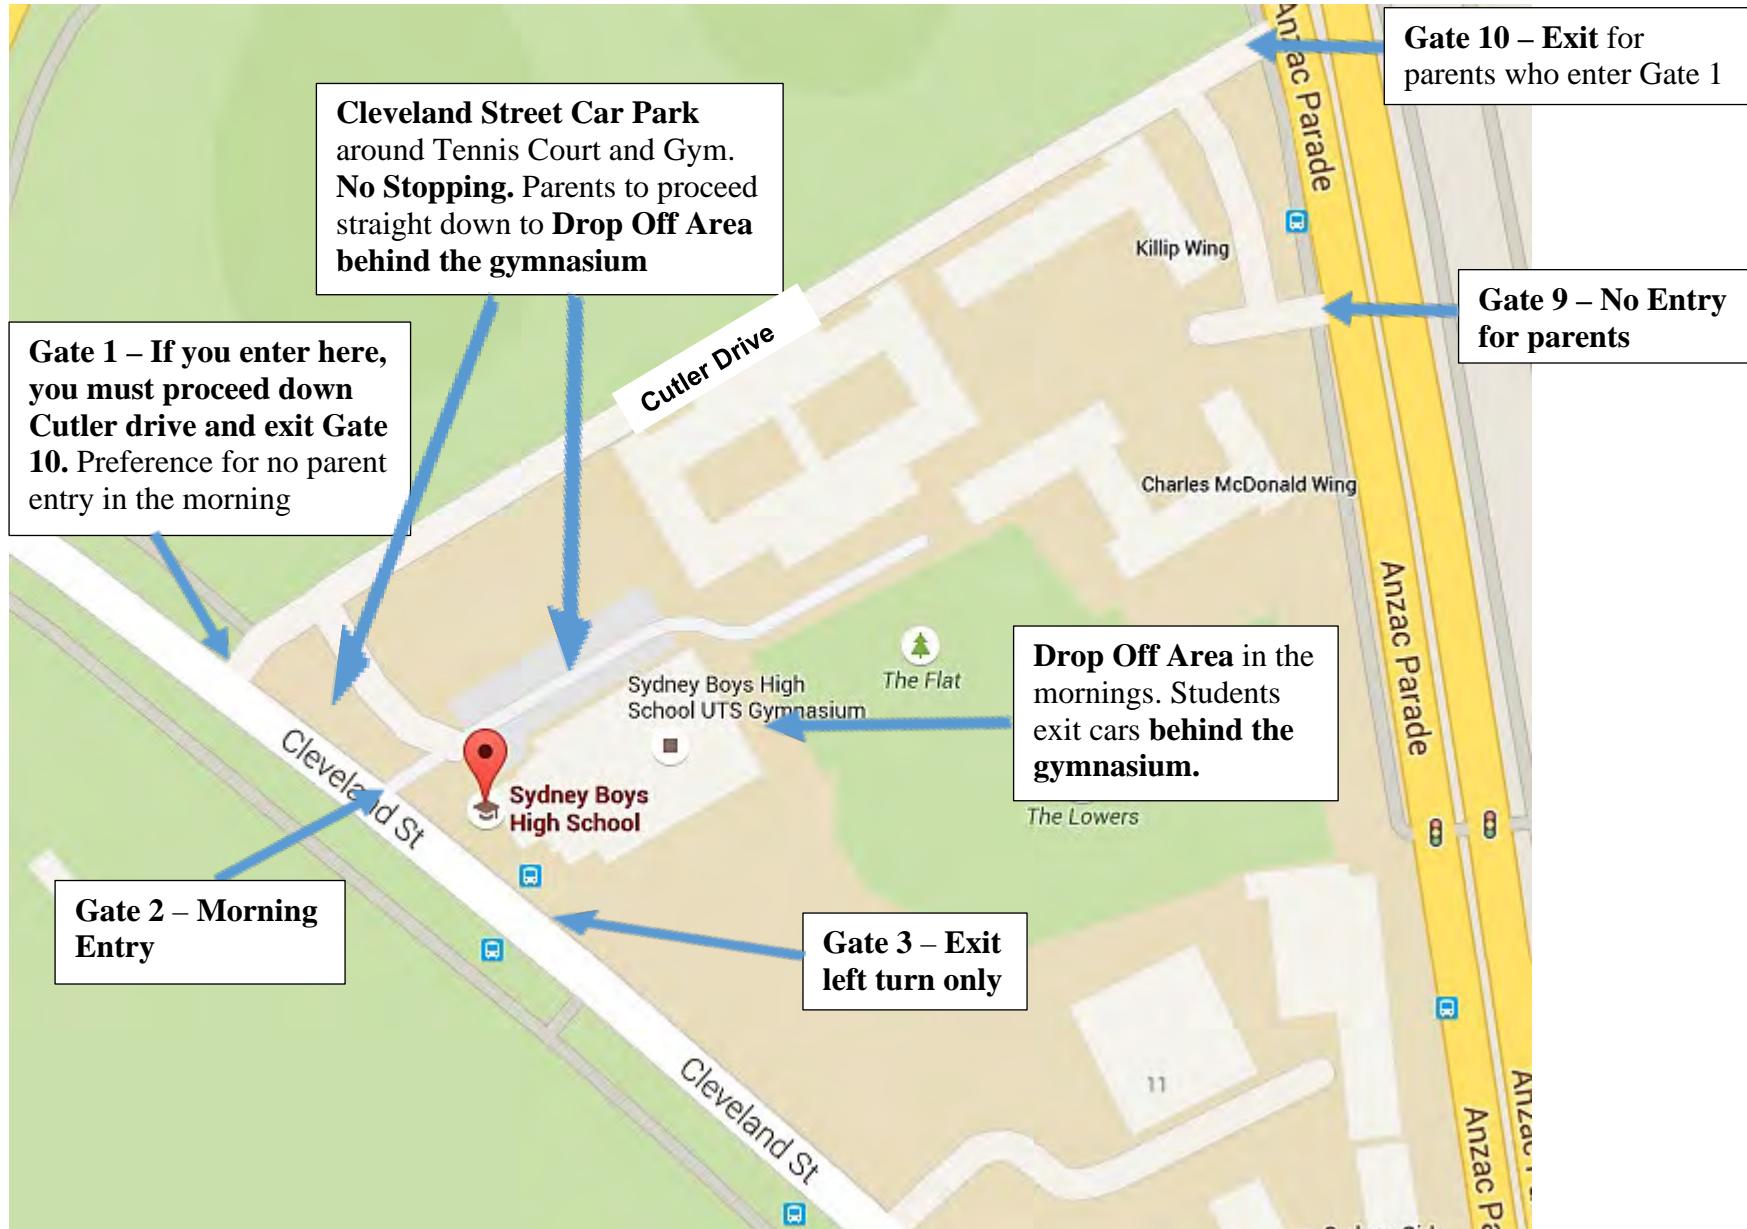 Gate 10 – Exit for
parents who enter Gate 1
Anzac Parade
Cleveland Street Car Park
around Tennis Court and Gym.
No Stopping. Parents to proceed
straight down to Drop Off Area
behind the gymnasium
Killip Wing
Gate 9 – No Entry
for parents
Gate 1 – If you enter here,
you must proceed down
Cutler drive and exit Gate
10. Preference for no parent
entry in the morning
Cutler Drive
Charles McDonald Wing
Anzac Parade
Drop Off Area in the
mornings. Students
exit cars behind the
gymnasium.
The Flat
Sydney Boys High
School UTS Gymnasium
Cleveland St
Sydney Boys
High School
The Lowers
Gate 2 – Morning
Entry
Gate 3 – Exit
left turn only
11
Cleveland St
Anzac Pa
Anzac